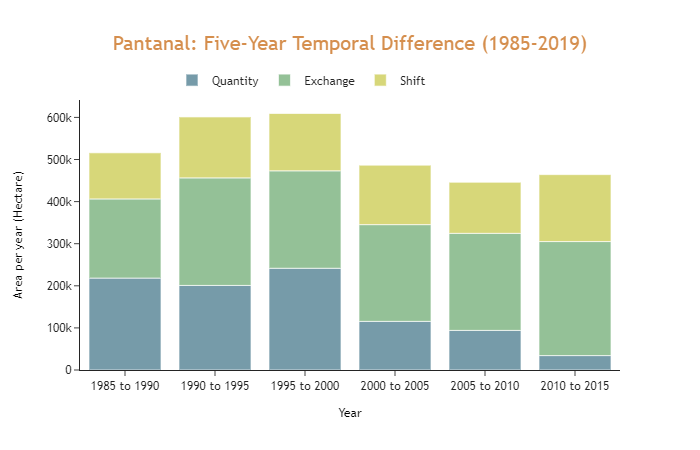 Pantanal: Five-Year Temporal Difference (1985-2019)
Quantity Exchange Shift
Area per year (Hectare)
600k
500k
400k
300k
200k
100k
0
1985 to 1990 1990 to 1995 1995 to 2000 2000 to 2005 2005 to 2010 2010 to 2015
Year